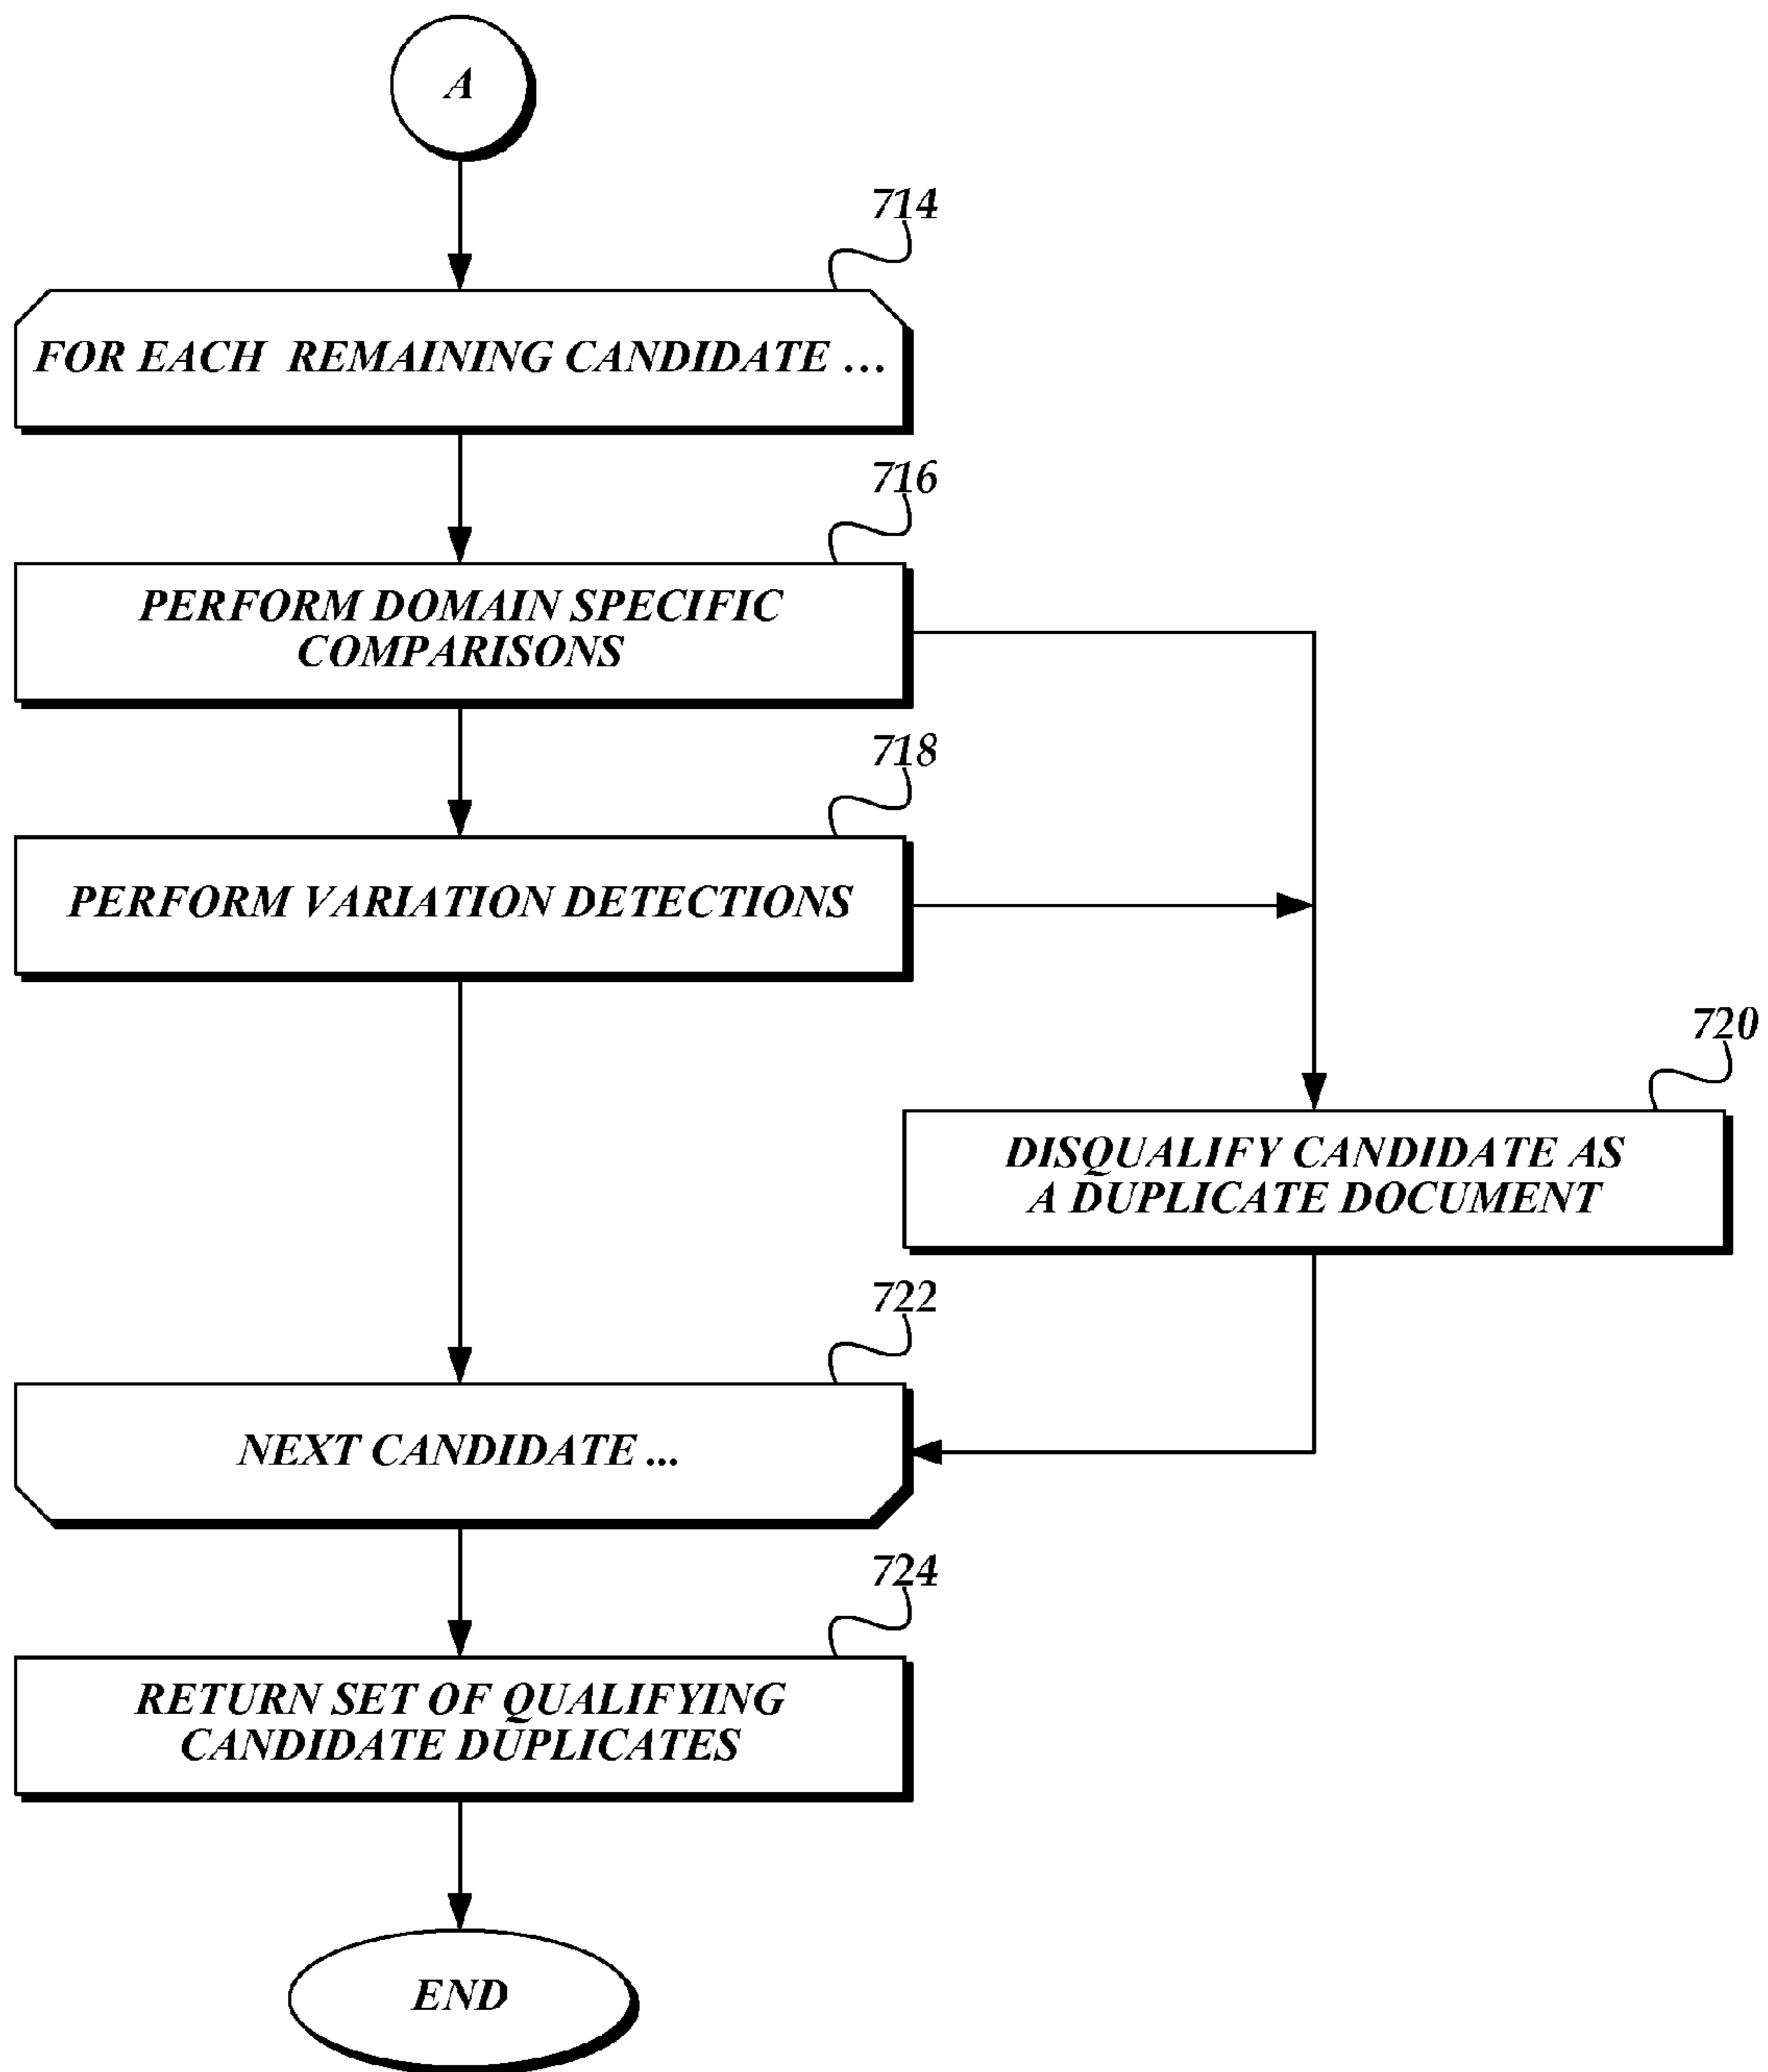 A
714
FOR EACH REMAINING CANDIDATE ...
716
PERFORM DOMAIN SPECIFIC
COMPARISONS
718
PERFORM VARIATION DETECTIONS
720
DISQUALIFY CANDIDATE AS
A DUPLICATE DOCUMENT
722
NEXT CANDIDATE ...
724
RETURN SET OF QUALIFYING
CANDIDATE DUPLICATES
END